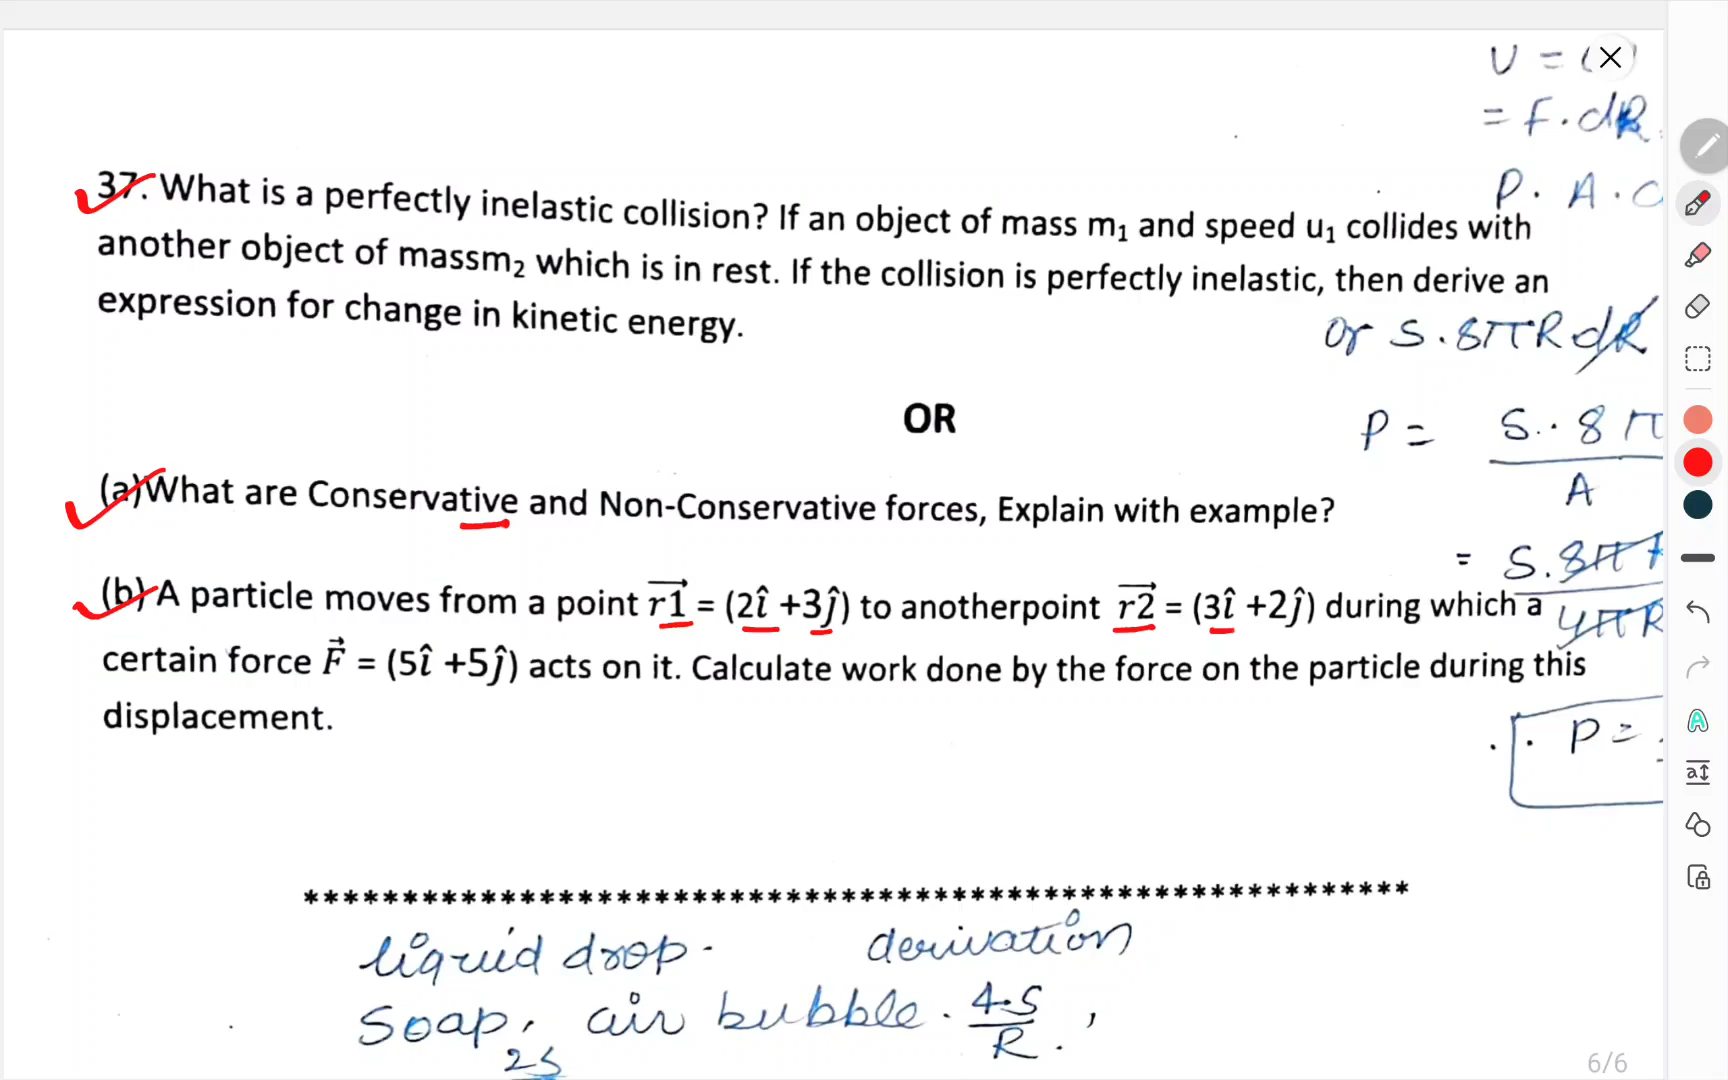 U = (
= F. dR
P. A. C
37. What is a perfectly inelastic collision? If an object of mass m₁ and speed u₁ collides with
another object of massm₂ which is in rest. If the collision is perfectly inelastic, then derive an
expression for change in kinetic energy.
or S. 8πR dR
OR
P = S.. 8π
A
(a)What are Conservative and Non-Conservative forces, Explain with example?
= S. 8π
4πR
(b) A particle moves from a point r1 = (2î +3ĵ) to anotherpoint r2 = (3î +2ĵ) during which a
certain force F = (5î +5ĵ) acts on it. Calculate work done by the force on the particle during this
displacement.
P =
************************************************************
liquid drop. derivation
Soap, air bubble. 4.S/R ,
2S
6/6